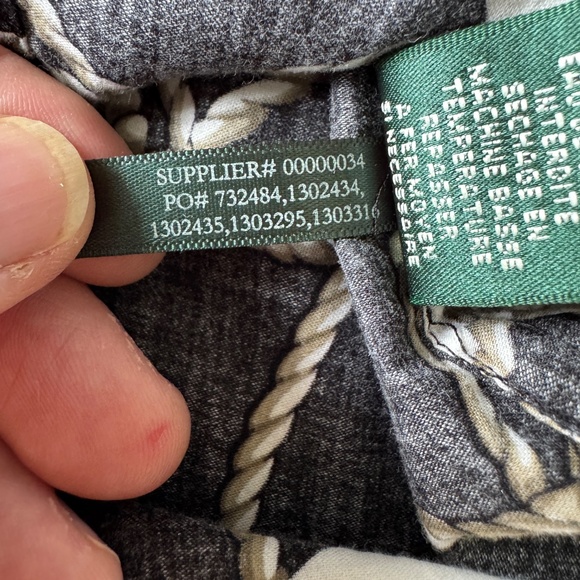 SUPPLIER# 00000034
PO# 732484,1302434,
1302435,1303295,1303316
INTERDITE
SECHAGE EN
MACHINE BASSE
TEMPERATURE
REPASSER
A FER MOYEN
SI NECESSAIRE